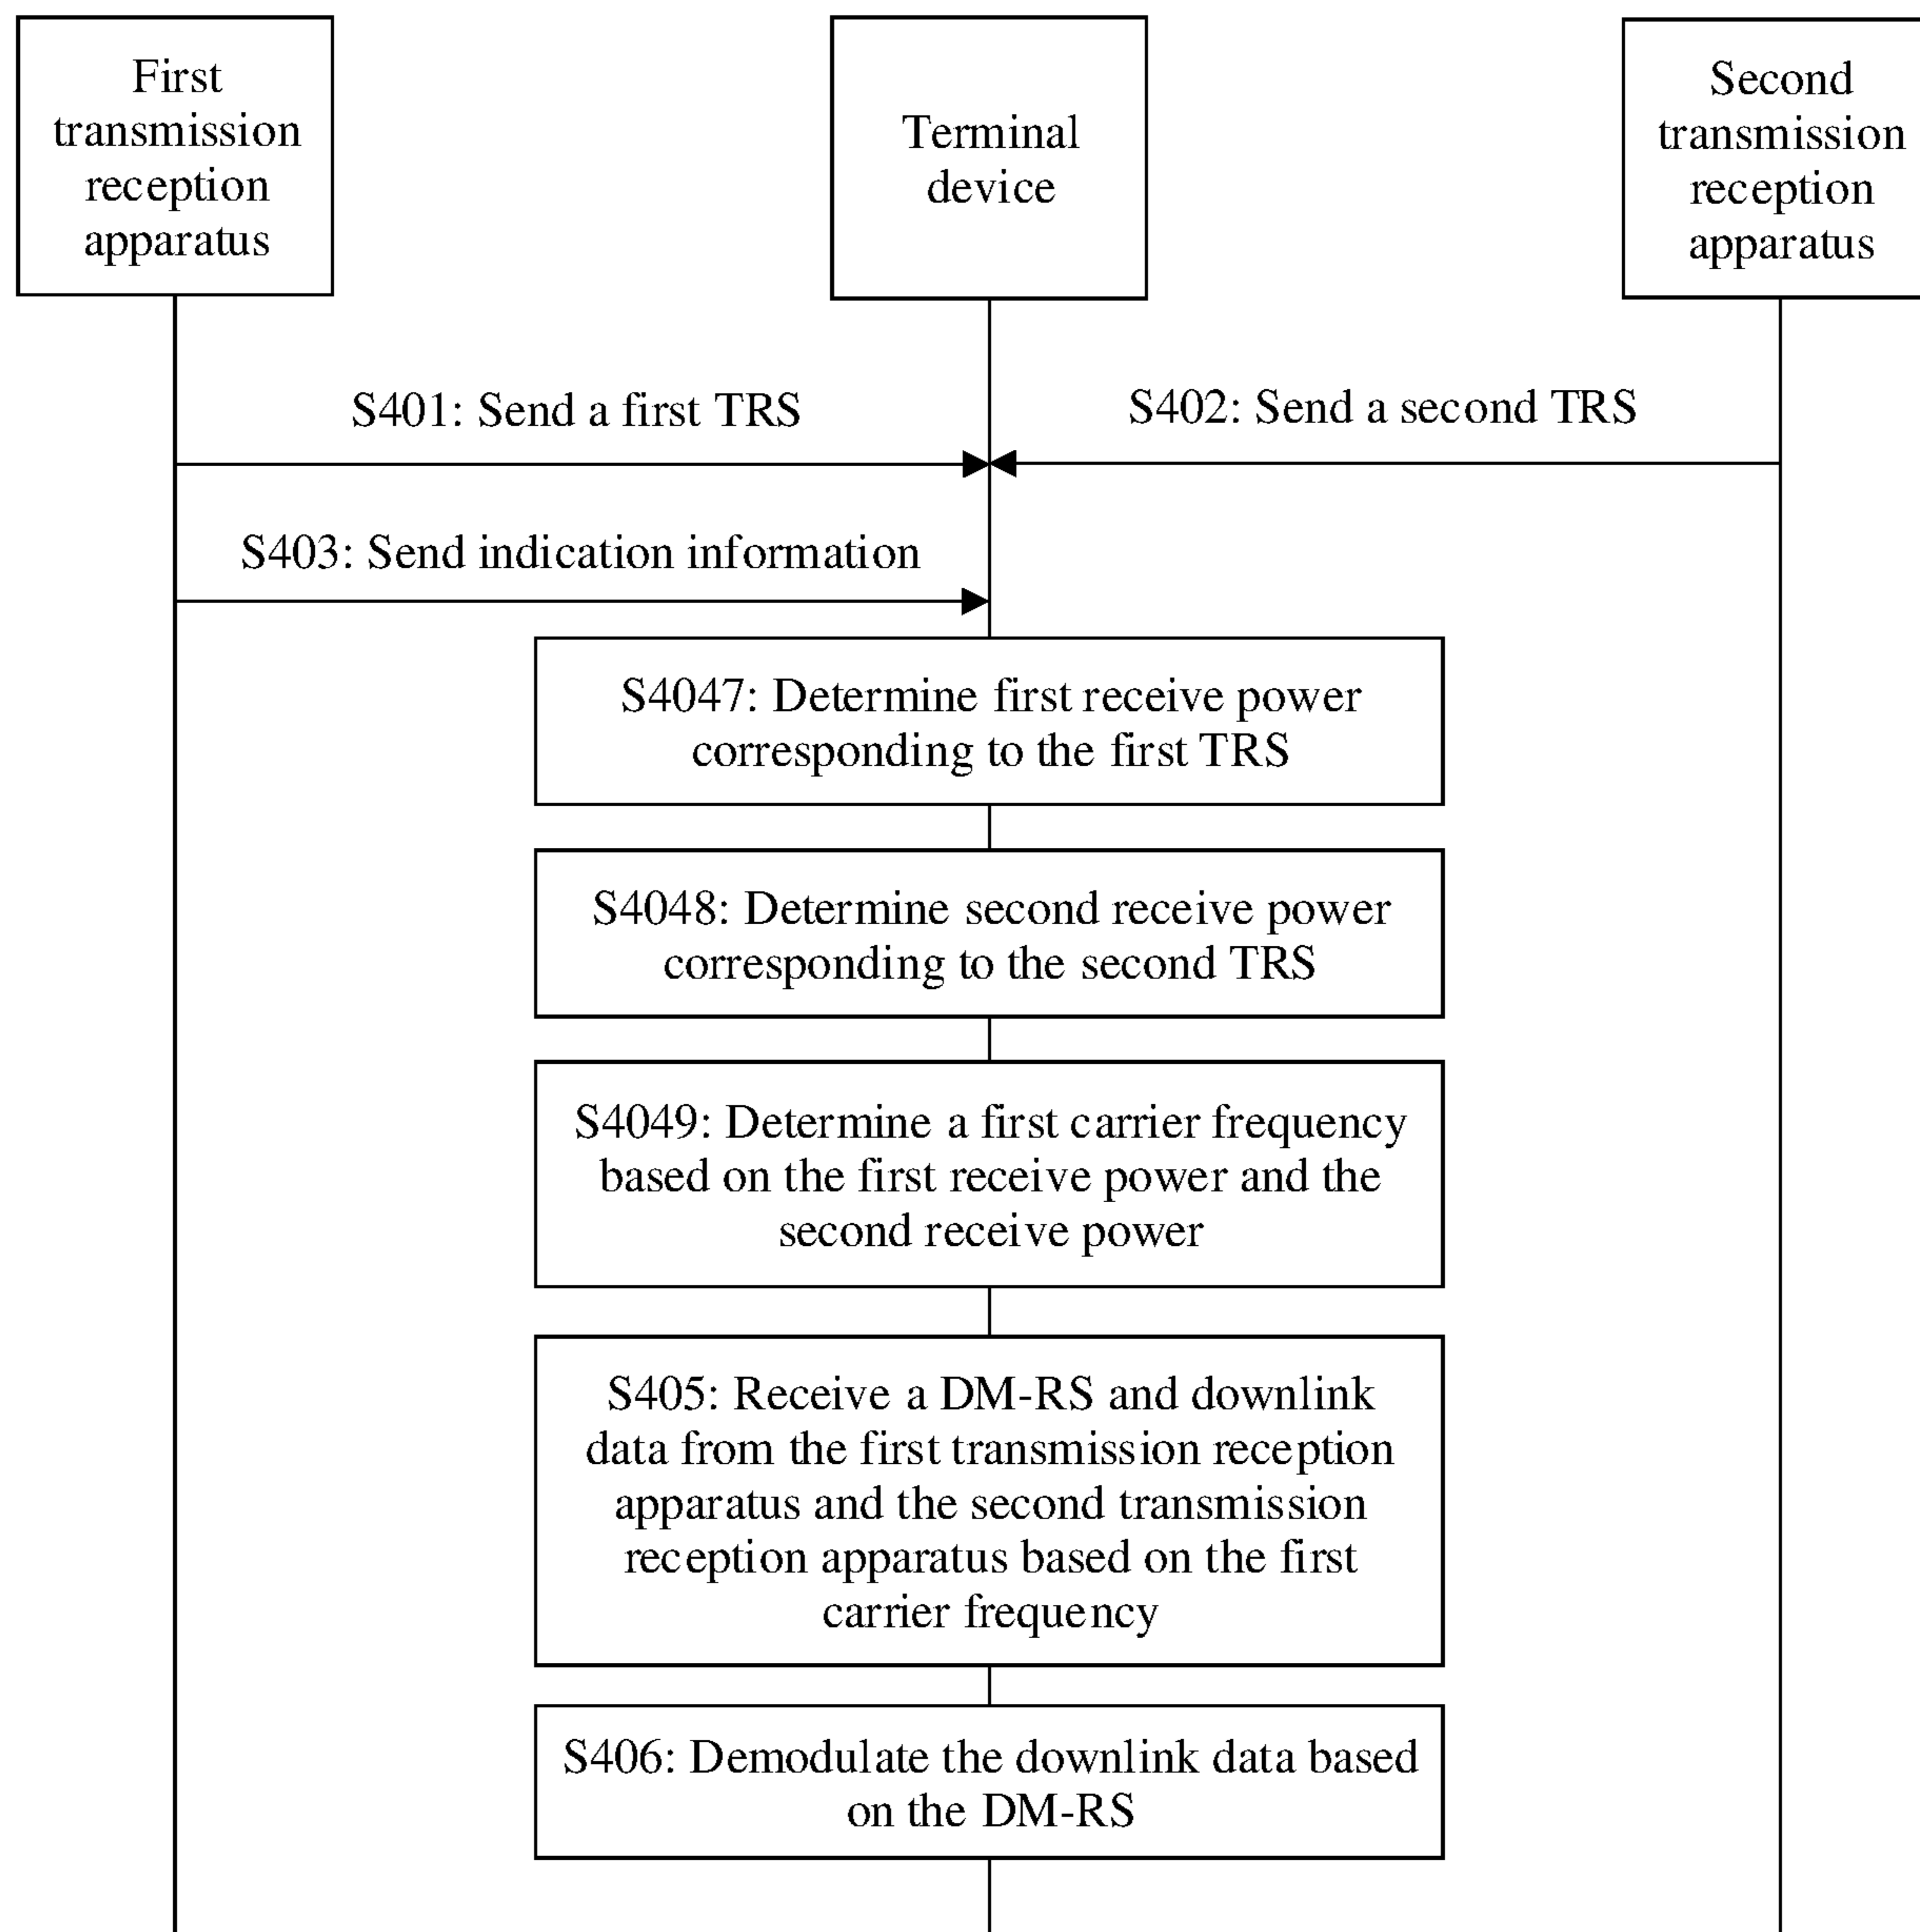 First
transmission
reception
apparatus
Terminal
device
Second
transmission
reception
apparatus
S401: Send a first TRS
S402: Send a second TRS
S403: Send indication information
S4047: Determine first receive power
corresponding to the first TRS
S4048: Determine second receive power
corresponding to the second TRS
S4049: Determine a first carrier frequency
based on the first receive power and the
second receive power
S405: Receive a DM-RS and downlink
data from the first transmission reception
apparatus and the second transmission
reception apparatus based on the first
carrier frequency
S406: Demodulate the downlink data based
on the DM-RS